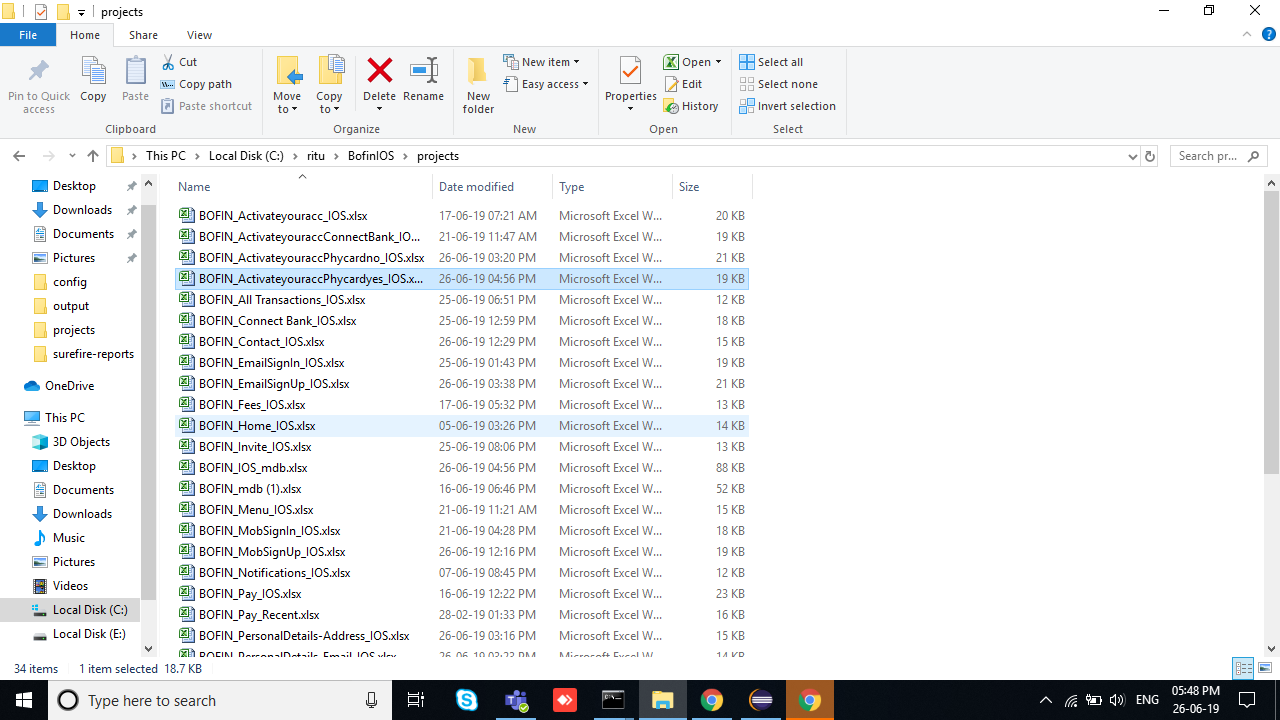 projects
File Home Share View
Pin to Quick access
Copy
Paste
Cut
Copy path
Paste shortcut
Clipboard
Move to
Copy to
Delete
Rename
Organize
New folder
New item
Easy access
New
Properties
Open
Edit
History
Open
Select all
Select none
Invert selection
Select
This PC Local Disk (C:) ritu BofinIOS projects
Search pr...
Desktop
Downloads
Documents
Pictures
config
output
projects
surefire-reports
OneDrive
This PC
3D Objects
Desktop
Documents
Downloads
Music
Pictures
Videos
Local Disk (C:)
Local Disk (E:)
Name Date modified Type Size
BOFIN_Activateyouracc_IOS.xlsx 17-06-19 07:21 AM Microsoft Excel W... 20 KB
BOFIN_ActivateyouraccConnectBank_IO... 21-06-19 11:47 AM Microsoft Excel W... 19 KB
BOFIN_ActivateyouraccPhycardno_IOS.xlsx 26-06-19 03:20 PM Microsoft Excel W... 21 KB
BOFIN_ActivateyouraccPhycardyes_IOS.x... 26-06-19 04:56 PM Microsoft Excel W... 19 KB
BOFIN_All Transactions_IOS.xlsx 25-06-19 06:51 PM Microsoft Excel W... 12 KB
BOFIN_Connect Bank_IOS.xlsx 25-06-19 12:59 PM Microsoft Excel W... 18 KB
BOFIN_Contact_IOS.xlsx 26-06-19 12:29 PM Microsoft Excel W... 15 KB
BOFIN_EmailSignIn_IOS.xlsx 25-06-19 01:43 PM Microsoft Excel W... 19 KB
BOFIN_EmailSignUp_IOS.xlsx 26-06-19 03:38 PM Microsoft Excel W... 21 KB
BOFIN_Fees_IOS.xlsx 17-06-19 05:32 PM Microsoft Excel W... 13 KB
BOFIN_Home_IOS.xlsx 05-06-19 03:26 PM Microsoft Excel W... 14 KB
BOFIN_Invite_IOS.xlsx 25-06-19 08:06 PM Microsoft Excel W... 13 KB
BOFIN_IOS_mdb.xlsx 26-06-19 04:56 PM Microsoft Excel W... 88 KB
BOFIN_mdb (1).xlsx 16-06-19 06:46 PM Microsoft Excel W... 52 KB
BOFIN_Menu_IOS.xlsx 21-06-19 11:21 AM Microsoft Excel W... 15 KB
BOFIN_MobSignIn_IOS.xlsx 21-06-19 04:28 PM Microsoft Excel W... 18 KB
BOFIN_MobSignUp_IOS.xlsx 26-06-19 12:16 PM Microsoft Excel W... 19 KB
BOFIN_Notifications_IOS.xlsx 07-06-19 08:45 PM Microsoft Excel W... 12 KB
BOFIN_Pay_IOS.xlsx 16-06-19 12:22 PM Microsoft Excel W... 23 KB
BOFIN_Pay_Recent.xlsx 28-02-19 01:33 PM Microsoft Excel W... 16 KB
BOFIN_PersonalDetails-Address_IOS.xlsx 26-06-19 03:16 PM Microsoft Excel W... 15 KB
BOFIN_PersonalDetails-Email_IOS.xlsx 26-06-19 03:23 PM Microsoft Excel W... 14 KB
34 items 1 item selected 18.7 KB
Type here to search
ENG
05:48 PM
26-06-19